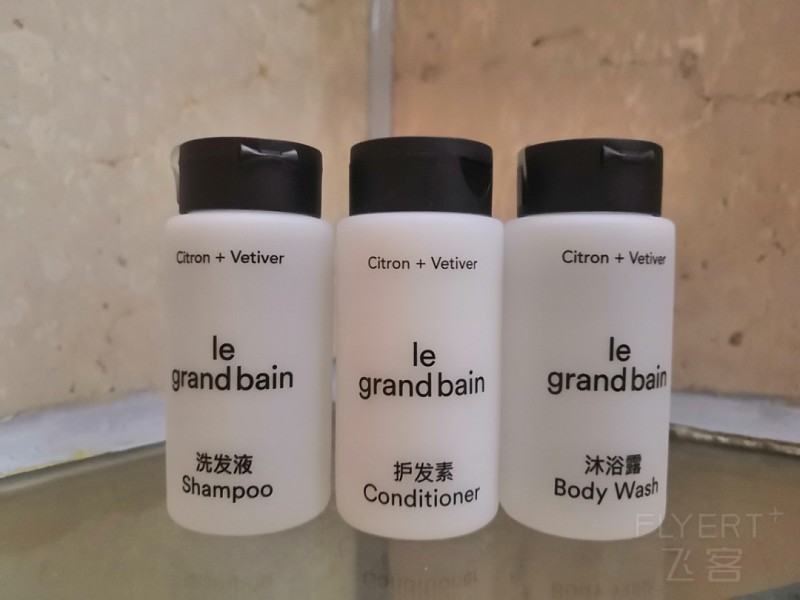 Citron + Vetiver
le
grand bain
洗发液
Shampoo
Citron + Vetiver
le
grand bain
护发素
Conditioner
Citron + Vetiver
le
grand bain
沐浴露
Body Wash
FLYERT+
飞客